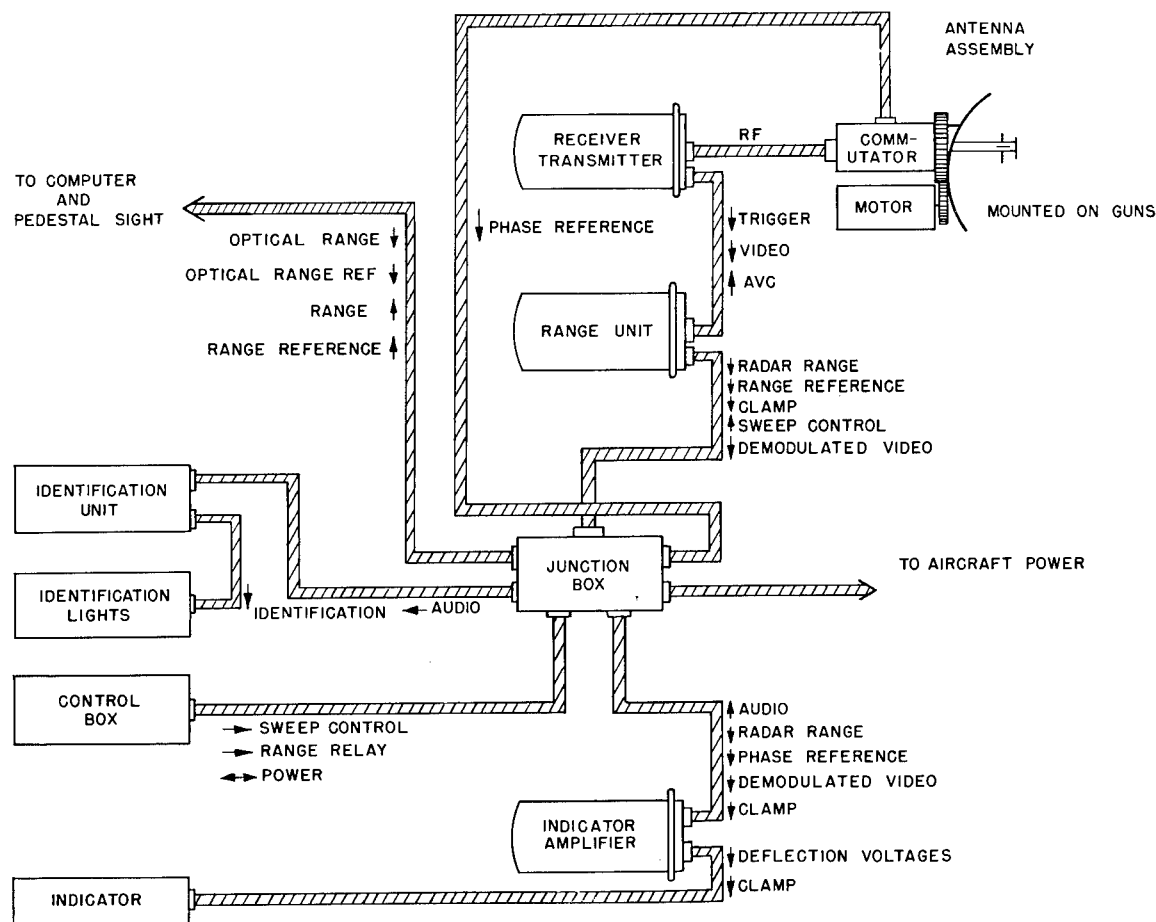 ANTENNA
ASSEMBLY
RECEIVER
TRANSMITTER
RF
COMM-
UTATOR
MOTOR
MOUNTED ON GUNS
TO COMPUTER
AND
PEDESTAL SIGHT
OPTICAL RANGE
OPTICAL RANGE REF
RANGE
RANGE REFERENCE
PHASE REFERENCE
TRIGGER
VIDEO
AVC
RANGE UNIT
RADAR RANGE
RANGE REFERENCE
CLAMP
SWEEP CONTROL
DEMODULATED VIDEO
IDENTIFICATION
UNIT
IDENTIFICATION
LIGHTS
IDENTIFICATION
AUDIO
JUNCTION
BOX
TO AIRCRAFT POWER
CONTROL
BOX
SWEEP CONTROL
RANGE RELAY
POWER
AUDIO
RADAR RANGE
PHASE REFERENCE
DEMODULATED VIDEO
CLAMP
INDICATOR
AMPLIFIER
DEFLECTION VOLTAGES
CLAMP
INDICATOR